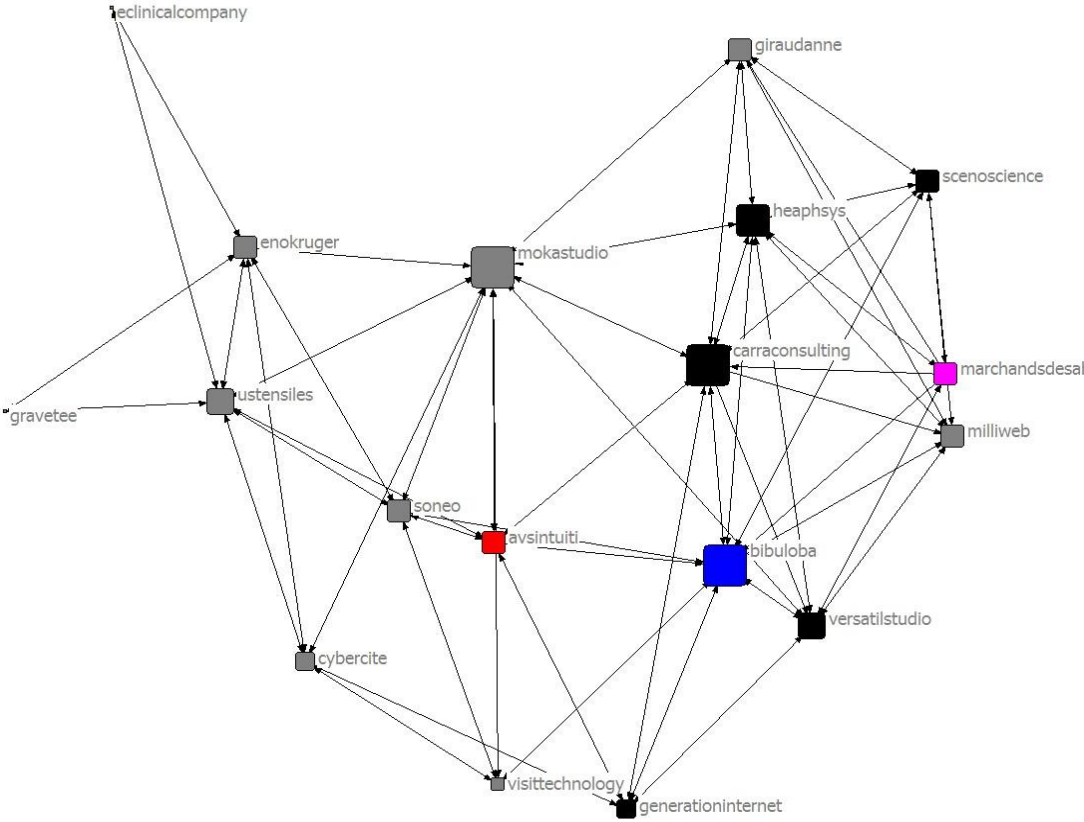 eclinicalcompany
giraudanne
scenoscience
heaphsys
enokruger
mokastudio
carraconsulting
marchandsdesal
ustensiles
gravetee
milliweb
soneo
avsintuiti
bibuloba
versatilstudio
cybercite
visittechnology
generationinternet